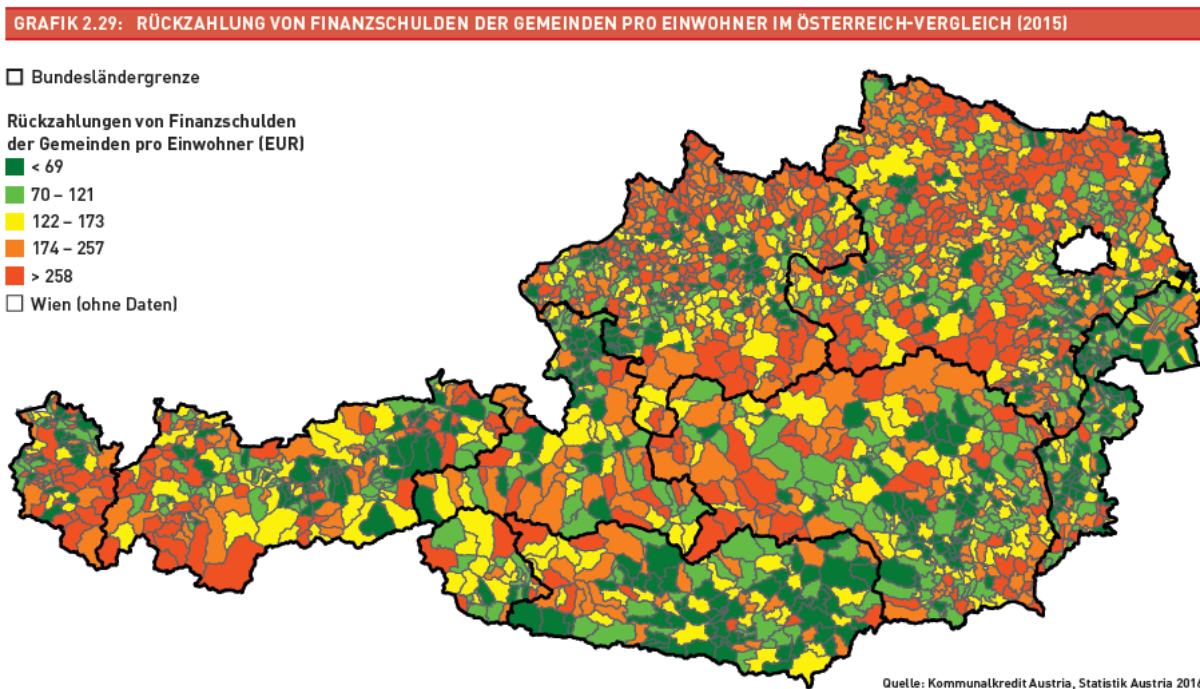 GRAFIK 2.29: RÜCKZAHLUNG VON FINANZSCHULDEN DER GEMEINDEN PRO EINWOHNER IM ÖSTERREICH-VERGLEICH (2015)
Bundesländergrenze
Rückzahlungen von Finanzschulden
der Gemeinden pro Einwohner (EUR)
< 69
70 – 121
122 – 173
174 – 257
> 258
Wien (ohne Daten)
Quelle: Kommunalkredit Austria, Statistik Austria 2016